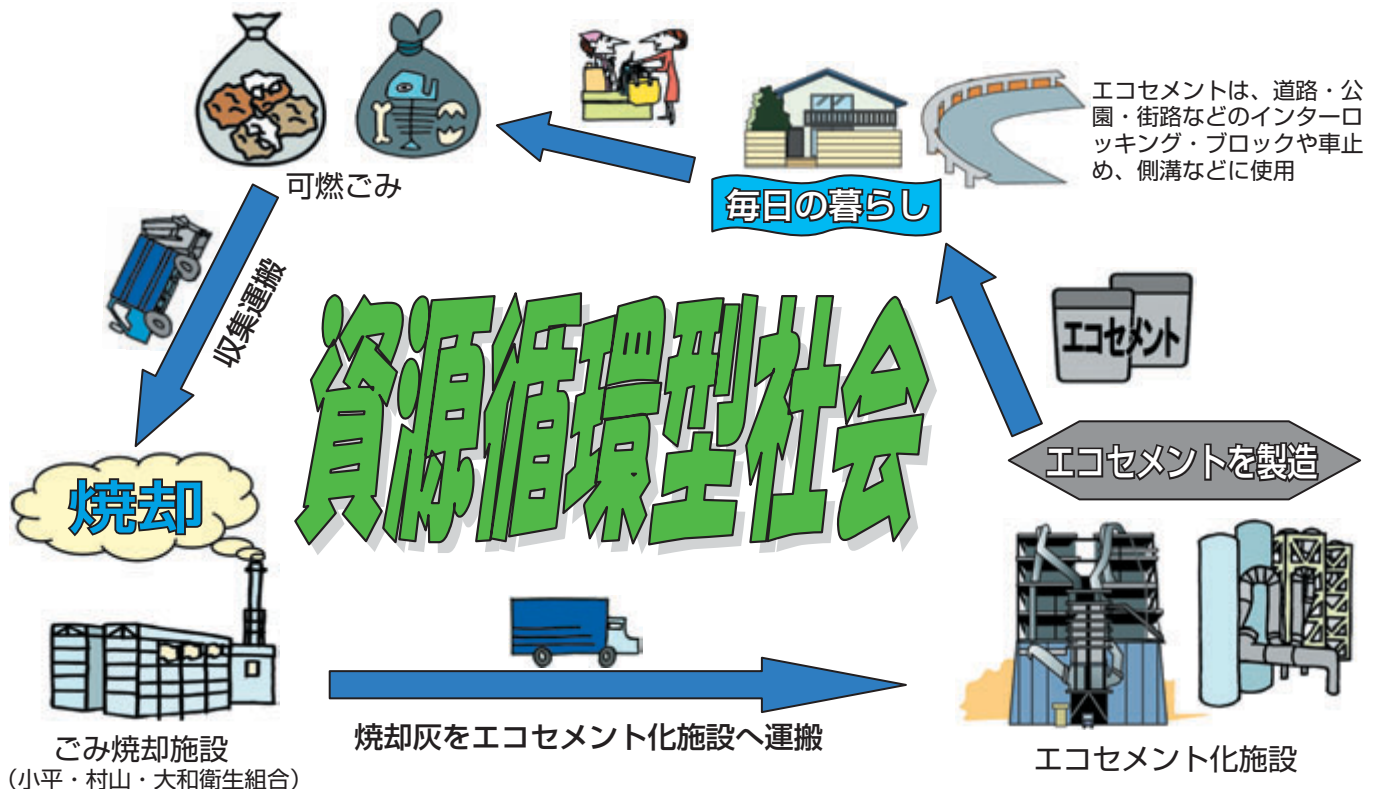 エコセメントは、道路・公
園・街路などのインターロ
ッキング・ブロックや車止
め、側溝などに使用
可燃ごみ
毎日の暮らし
収集運搬
資源循環型社会
エコセメント
エコセメントを製造
焼却
焼却灰をエコセメント化施設へ運搬
ごみ焼却施設
(小平・村山・大和衛生組合)
エコセメント化施設